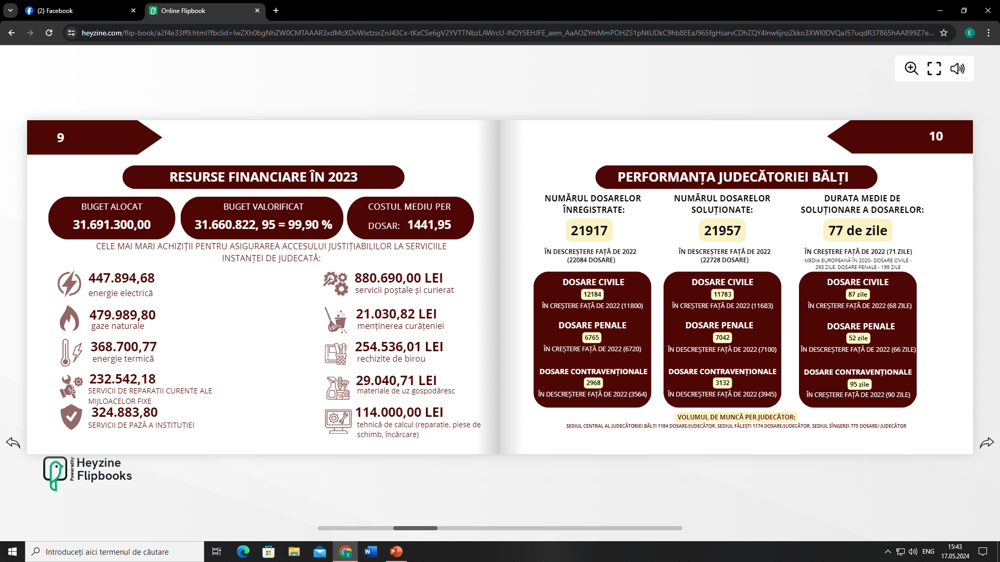 (2) Facebook
Online Flipbook
heyzine.com/flip-book/a2f4e33ff9.html?fbclid=IwZXh0bgNhZW0CMTAAAR3xdMcXDvWixtzsrZnJ43Cx-tKxCSe6gV2YVTTNbzLAWrcU-IhOY5EHJFE_aem_AaAOZYmMmPOHZS1pNtUDkC9hb8EEaJ965fgHsarvCDhZQY4lnw6jnzZkko3XWl0DVQaJ57uqdR37865hAA899Z7e...
E
9
RESURSE FINANCIARE ÎN 2023
BUGET ALOCAT
31.691.300,00
BUGET VALORIFICAT
31.660.822, 95 = 99,90 %
COSTUL MEDIU PER
DOSAR: 1441,95
CELE MAI MARI ACHIZIȚII PENTRU ASIGURAREA ACCESULUI JUSTIȚIABILILOR LA SERVICIILE
INSTANȚEI DE JUDECATĂ:
447.894,68
energie electrică
479.989,80
gaze naturale
368.700,77
energie termică
232.542,18
SERVICII DE REPARAȚII CURENTE ALE
MIJLOACELOR FIXE
324.883,80
SERVICII DE PAZĂ A INSTITUȚIEI
880.690,00 LEI
servicii poștale și curierat
21.030,82 LEI
menținerea curățeniei
254.536,01 LEI
rechizite de birou
29.040,71 LEI
materiale de uz gospodăresc
114.000,00 LEI
tehnică de calcul (reparație, piese de
schimb, încărcare)
10
PERFORMANȚA JUDECĂTORIEI BĂLȚI
NUMĂRUL DOSARELOR
ÎNREGISTRATE:
21917
ÎN DESCREȘTERE FAȚĂ DE 2022
(22084 DOSARE)
DOSARE CIVILE
12184
ÎN CREȘTERE FAȚĂ DE 2022 (11800)
DOSARE PENALE
6765
ÎN CREȘTERE FAȚĂ DE 2022 (6720)
DOSARE CONTRAVENȚIONALE
2968
ÎN DESCREȘTERE FAȚĂ DE 2022 (3564)
NUMĂRUL DOSARELOR
SOLUȚIONATE:
21957
ÎN DESCREȘTERE FAȚĂ DE 2022
(22728 DOSARE)
DOSARE CIVILE
11783
ÎN CREȘTERE FAȚĂ DE 2022 (11683)
DOSARE PENALE
7042
ÎN DESCREȘTERE FAȚĂ DE 2022 (7100)
DOSARE CONTRAVENȚIONALE
3132
ÎN DESCREȘTERE FAȚĂ DE 2022 (3945)
DURATA MEDIE DE
SOLUȚIONARE A DOSARELOR:
77 de zile
ÎN CREȘTERE FAȚĂ DE 2022 (71 ZILE)
MEDIA EUROPEANĂ ÎN 2020- DOSARE CIVILE -
293 ZILE, DOSARE PENALE - 199 ZILE
DOSARE CIVILE
87 zile
ÎN CREȘTERE FAȚĂ DE 2022 (68 ZILE)
DOSARE PENALE
52 zile
ÎN DESCREȘTERE FAȚĂ DE 2022 (66 ZILE)
DOSARE CONTRAVENȚIONALE
95 zile
ÎN CREȘTERE FAȚĂ DE 2022 (90 ZILE)
VOLUMUL DE MUNCĂ PER JUDECĂTOR:
SEDIUL CENTRAL AL JUDECĂTORIEI BĂLȚI 1184 DOSARE/JUDECĂTOR, SEDIUL FĂLEȘTI 1174 DOSARE/JUDECĂTOR, SEDIUL SÎNGEREI 775 DOSARE/ JUDECĂTOR
Powered by
Heyzine
Flipbooks
Introduceți aici termenul de căutare
ENG
15:43
17.05.2024